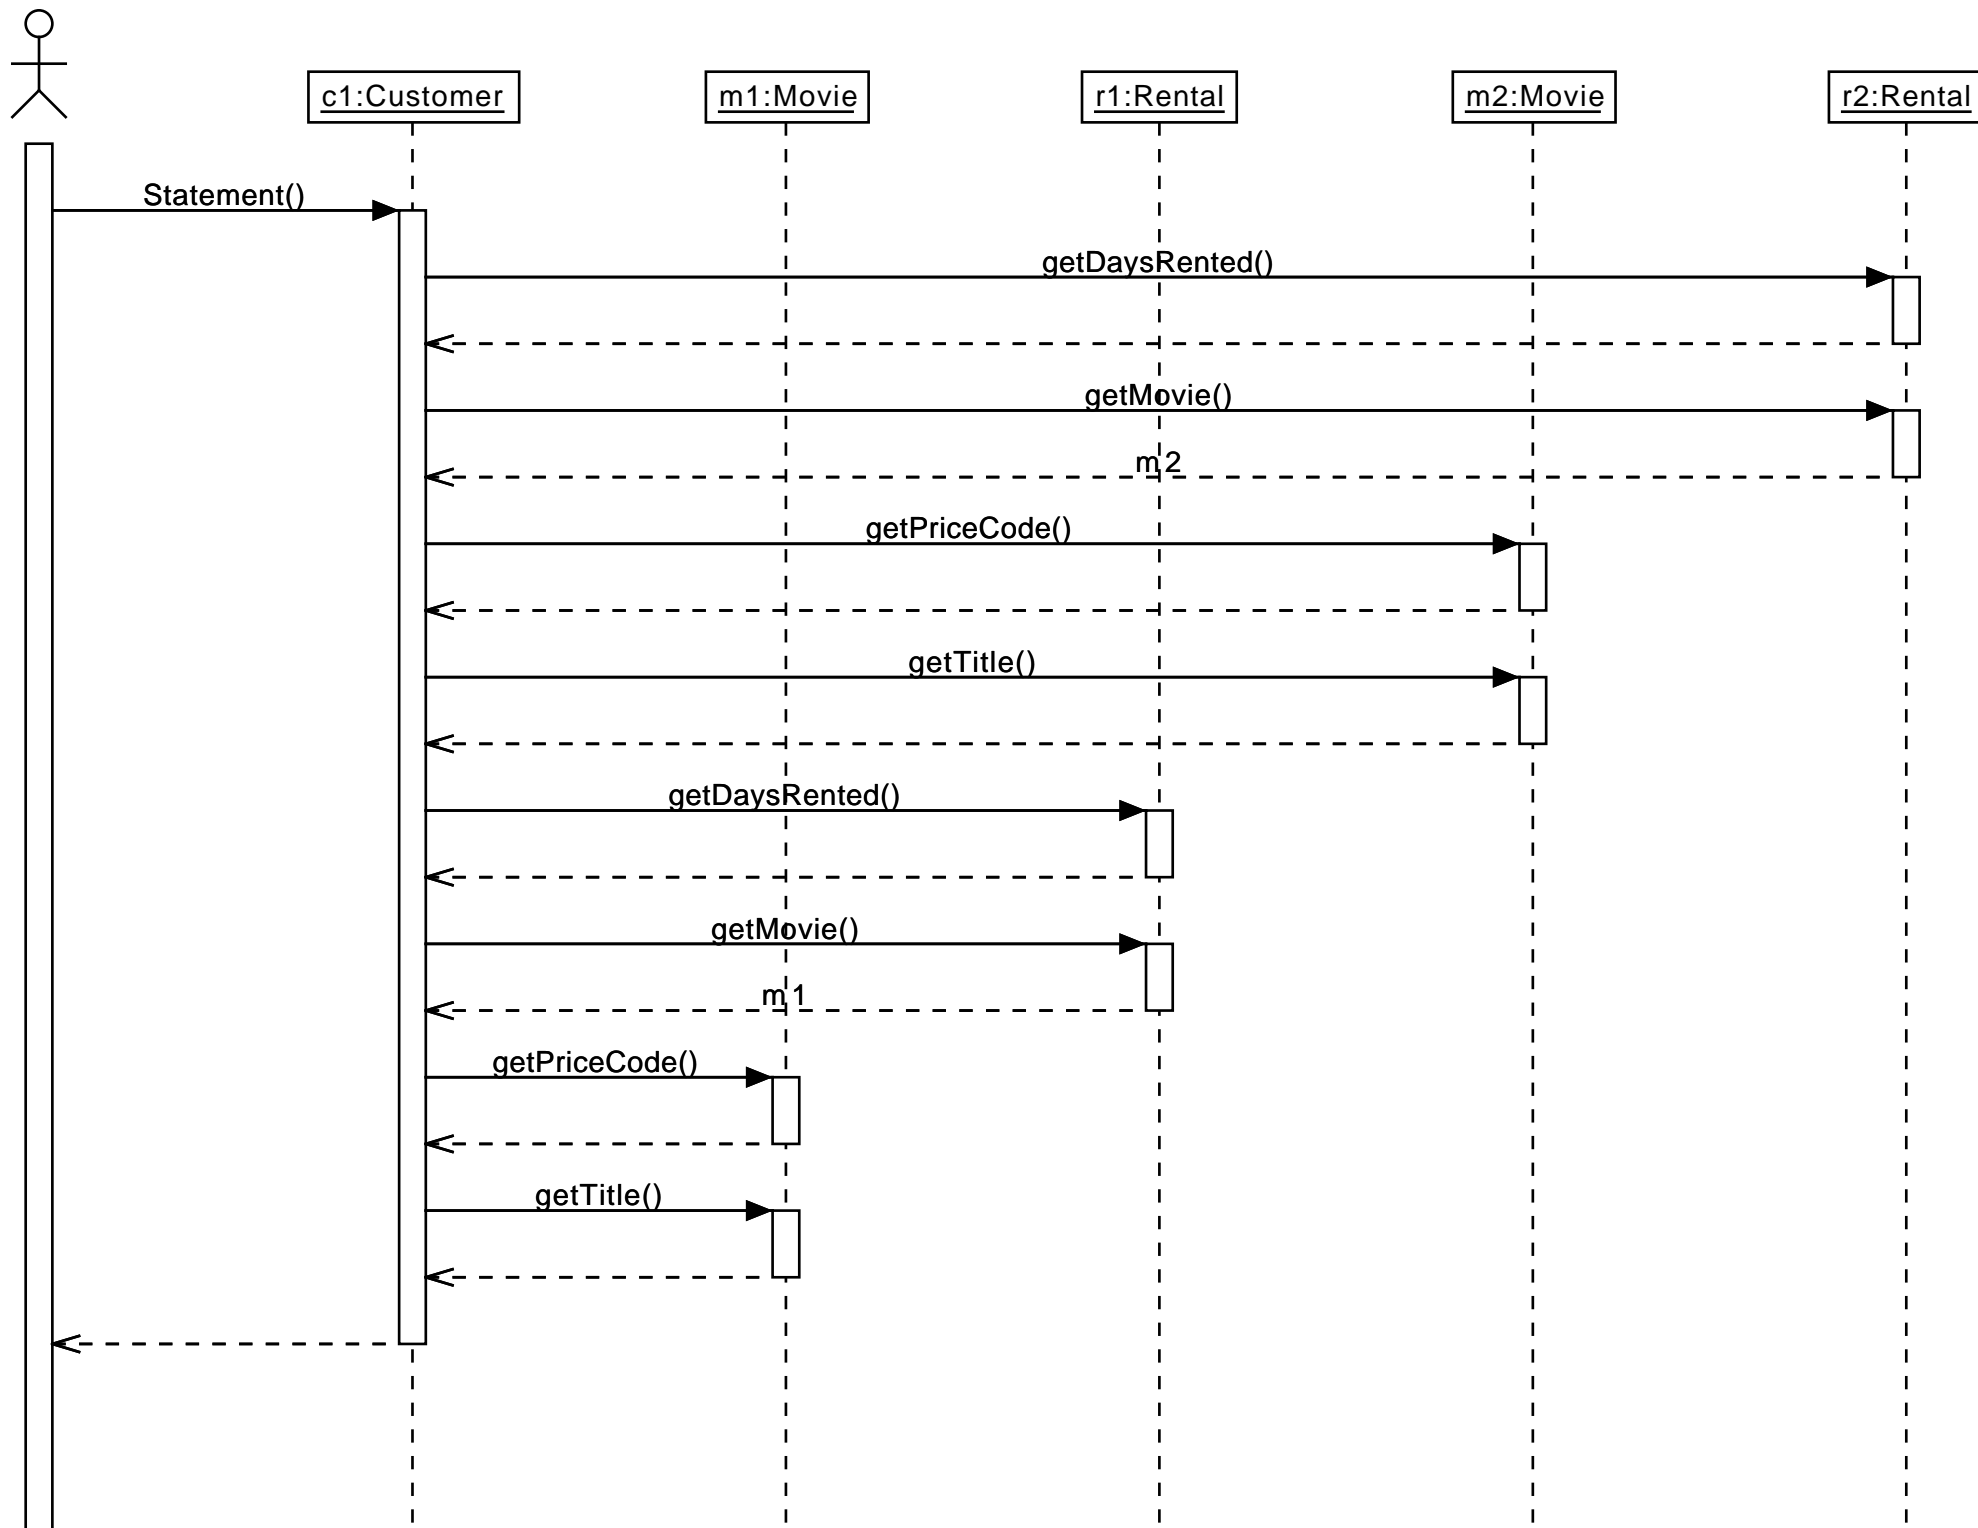 c1:Customer
m1:Movie
r1:Rental
m2:Movie
r2:Rental
Statement()
getDaysRented()
getMovie()
m2
getPriceCode()
getTitle()
getDaysRented()
getMovie()
m1
getPriceCode()
getTitle()